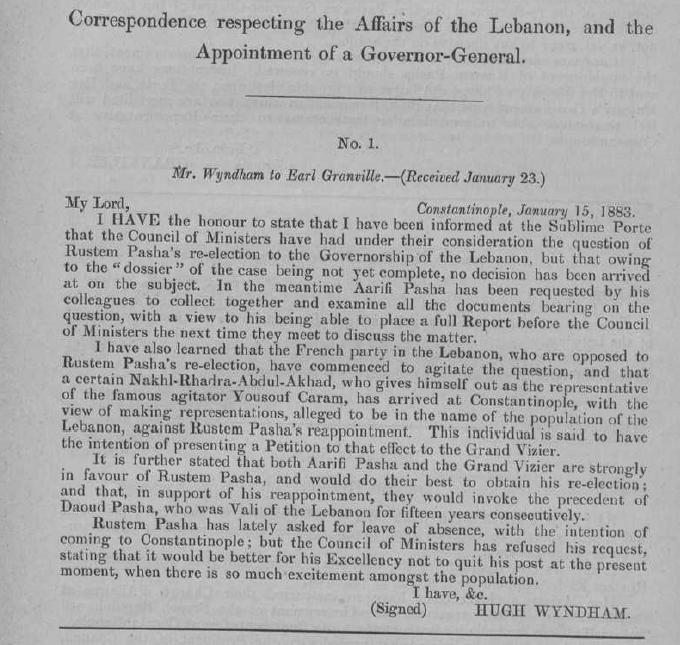 Correspondence respecting the Affairs of the Lebanon, and the
Appointment of a Governor-General.
No. 1.
Mr. Wyndham to Earl Granville.—(Received January 23.)
My Lord,
Constantinople, January 15, 1883.
I HAVE the honour to state that I have been informed at the Sublime Porte
that the Council of Ministers have had under their consideration the question of
Rustem Pasha's re-election to the Governorship of the Lebanon, but that owing
to the "dossier" of the case being not yet complete, no decision has been arrived
at on the subject. In the meantime Aarifi Pasha has been requested by his
colleagues to collect together and examine all the documents bearing on the
question, with a view to his being able to place a full Report before the Council
of Ministers the next time they meet to discuss the matter.
I have also learned that the French party in the Lebanon, who are opposed to
Rustem Pasha's re-election, have commenced to agitate the question, and that
a certain Nakhl-Rhadra-Abdul-Akhad, who gives himself out as the representative
of the famous agitator Yousouf Caram, has arrived at Constantinople, with the
view of making representations, alleged to be in the name of the population of the
Lebanon, against Rustem Pasha's reappointment. This individual is said to have
the intention of presenting a Petition to that effect to the Grand Vizier.
It is further stated that both Aarifi Pasha and the Grand Vizier are strongly
in favour of Rustem Pasha, and would do their best to obtain his re-election;
and that, in support of his reappointment, they would invoke the precedent of
Daoud Pasha, who was Vali of the Lebanon for fifteen years consecutively.
Rustem Pasha has lately asked for leave of absence, with the intention of
coming to Constantinople; but the Council of Ministers has refused his request,
stating that it would be better for his Excellency not to quit his post at the present
moment, when there is so much excitement amongst the population.
I have, &c.
(Signed) HUGH WYNDHAM.